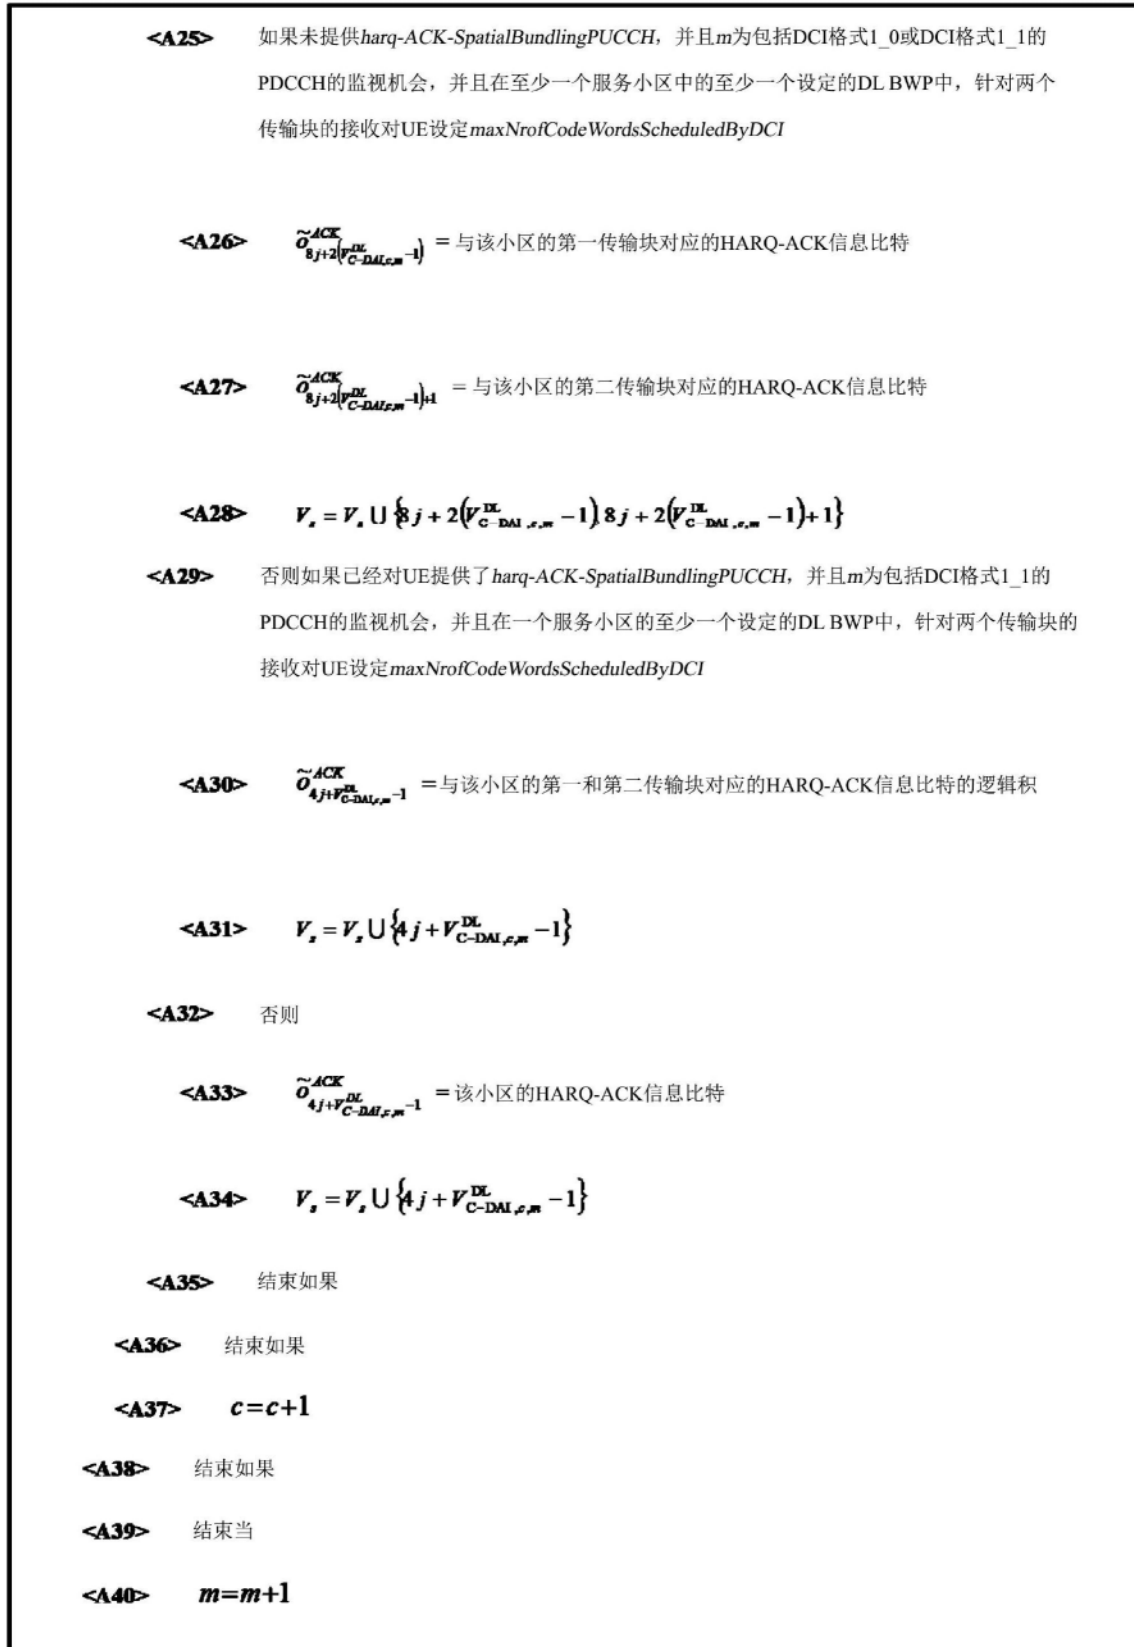 <A25> 如果未提供harq-ACK-SpatialBundlingPUCCH，并且m为包括DCI格式1_0或DCI格式1_1的
PDCCH的监视机会，并且在至少一个服务小区中的至少一个设定的DL BWP中，针对两个
传输块的接收对UE设定maxNrofCodeWordsScheduledByDCI
<A26> õ^{ACK}_{8j+2(V^{DL}_{C-DAI,c,m}-1)} = 与该小区的第一传输块对应的HARQ-ACK信息比特
<A27> õ^{ACK}_{8j+2(V^{DL}_{C-DAI,c,m}-1)+1} = 与该小区的第二传输块对应的HARQ-ACK信息比特
<A28> V_s = V_s ∪ {8j + 2(V^{DL}_{C-DAI,c,m} - 1), 8j + 2(V^{DL}_{C-DAI,c,m} - 1) + 1}
<A29> 否则如果已经对UE提供了harq-ACK-SpatialBundlingPUCCH，并且m为包括DCI格式1_1的
PDCCH的监视机会，并且在一个服务小区的至少一个设定的DL BWP中，针对两个传输块的
接收对UE设定maxNrofCodeWordsScheduledByDCI
<A30> õ^{ACK}_{4j+V^{DL}_{C-DAI,c,m}-1} =与该小区的第一和第二传输块对应的HARQ-ACK信息比特的逻辑积
<A31> V_s = V_s ∪ {4j + V^{DL}_{C-DAI,c,m} - 1}
<A32> 否则
<A33> õ^{ACK}_{4j+V^{DL}_{C-DAI,c,m}-1} = 该小区的HARQ-ACK信息比特
<A34> V_s = V_s ∪ {4j + V^{DL}_{C-DAI,c,m} - 1}
<A35> 结束如果
<A36> 结束如果
<A37> c=c+1
<A38> 结束如果
<A39> 结束当
<A40> m=m+1